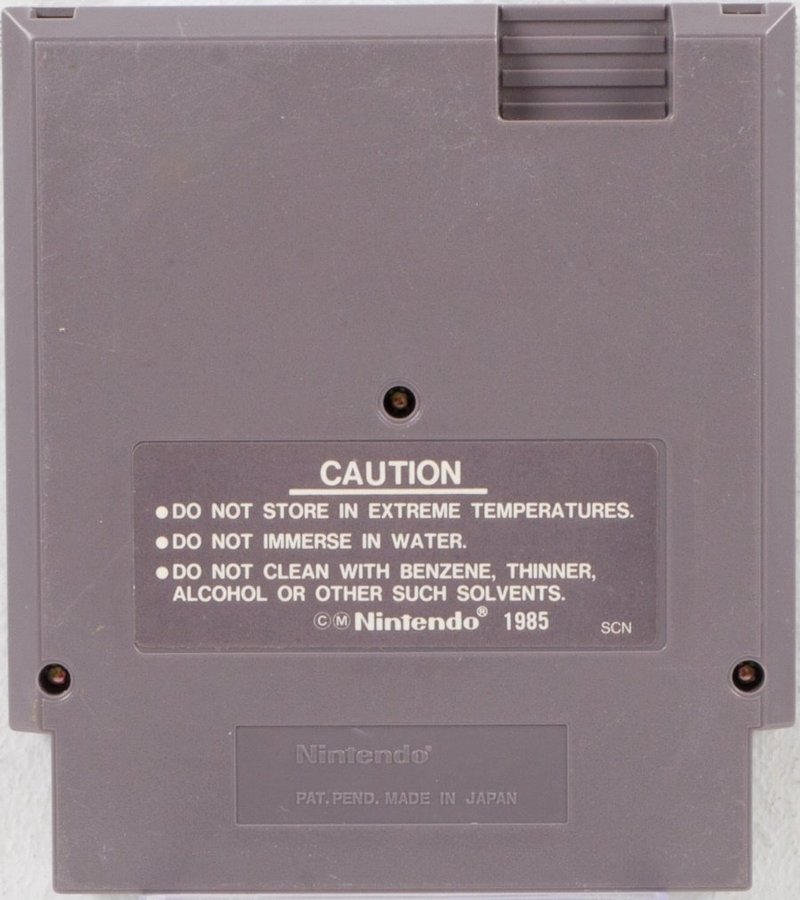 CAUTION
●DO NOT STORE IN EXTREME TEMPERATURES.
●DO NOT IMMERSE IN WATER.
●DO NOT CLEAN WITH BENZENE, THINNER,
ALCOHOL OR OTHER SUCH SOLVENTS.
ⒸⓂNintendo® 1985 SCN
Nintendo®
PAT. PEND. MADE IN JAPAN